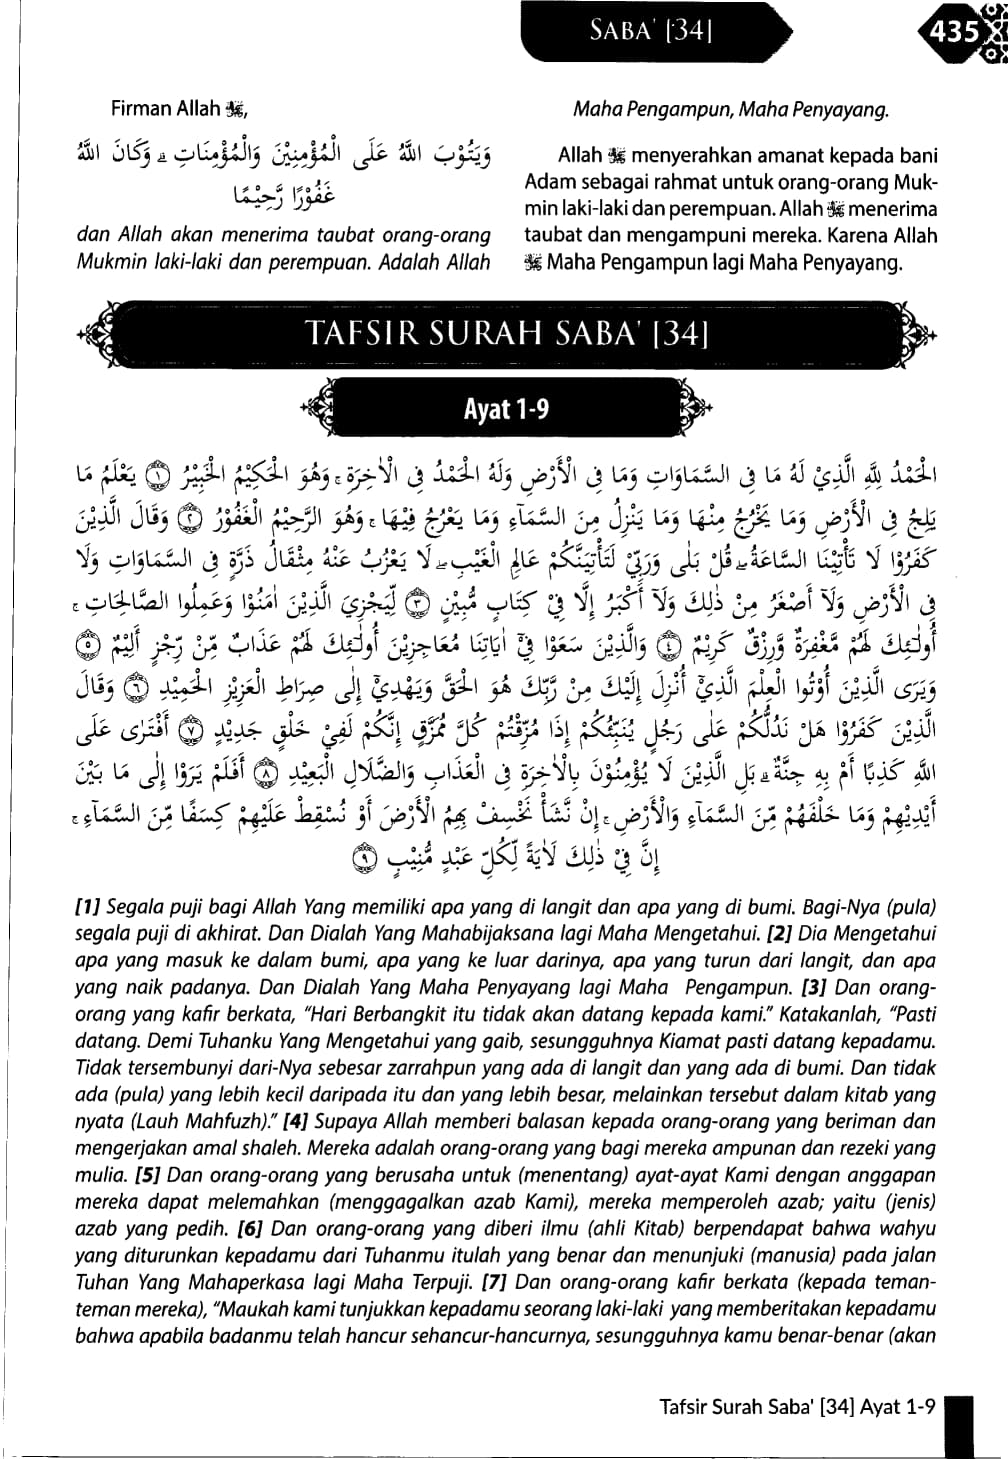 SABA' [34]
435
Firman Allah ﷻ,
وَيَتُوْبَ اللّٰهُ عَلَى الْمُؤْمِنِيْنَ وَالْمُؤْمِنَاتِ ۗ وَكَانَ اللّٰهُ
غَفُوْرًا رَّحِيْمًا
dan Allah akan menerima taubat orang-orang
Mukmin laki-laki dan perempuan. Adalah Allah
Maha Pengampun, Maha Penyayang.
Allah ﷻ menyerahkan amanat kepada bani
Adam sebagai rahmat untuk orang-orang Muk-
min laki-laki dan perempuan. Allah ﷻ menerima
taubat dan mengampuni mereka. Karena Allah
ﷻ Maha Pengampun lagi Maha Penyayang.
TAFSIR SURAH SABA' [34]
Ayat 1-9
الْحَمْدُ لِلّٰهِ الَّذِيْ لَهُ مَا فِى السَّمَاوَاتِ وَمَا فِى الْأَرْضِ وَلَهُ الْحَمْدُ فِى الْاٰخِرَةِ ۚ وَهُوَ الْحَكِيْمُ الْخَبِيْرُ ﴿١﴾ يَعْلَمُ مَا
يَلِجُ فِى الْأَرْضِ وَمَا يَخْرُجُ مِنْهَا وَمَا يَنْزِلُ مِنَ السَّمَآءِ وَمَا يَعْرُجُ فِيْهَا ۚ وَهُوَ الرَّحِيْمُ الْغَفُوْرُ ﴿٢﴾ وَقَالَ الَّذِيْنَ
كَفَرُوْا لَا تَأْتِيْنَا السَّاعَةُ ۖ قُلْ بَلٰى وَرَبِّيْ لَتَأْتِيَنَّكُمْ عَالِمِ الْغَيْبِ ۖ لَا يَعْزُبُ عَنْهُ مِثْقَالُ ذَرَّةٍ فِى السَّمَاوَاتِ وَلَا
فِى الْأَرْضِ وَلَآ أَصْغَرُ مِنْ ذٰلِكَ وَلَآ أَكْبَرُ إِلَّا فِيْ كِتَابٍ مُّبِيْنٍ ﴿٣﴾ لِّيَجْزِيَ الَّذِيْنَ اٰمَنُوْا وَعَمِلُوا الصَّالِحَاتِ ۚ
أُولٰٓئِكَ لَهُمْ مَّغْفِرَةٌ وَّرِزْقٌ كَرِيْمٌ ﴿٤﴾ وَالَّذِيْنَ سَعَوْا فِيْٓ اٰيَاتِنَا مُعَاجِزِيْنَ أُولٰٓئِكَ لَهُمْ عَذَابٌ مِّنْ رِّجْزٍ أَلِيْمٌ ﴿٥﴾
وَيَرَى الَّذِيْنَ أُوْتُوا الْعِلْمَ الَّذِيْٓ أُنْزِلَ إِلَيْكَ مِنْ رَّبِّكَ هُوَ الْحَقَّ وَيَهْدِيْٓ إِلٰى صِرَاطِ الْعَزِيْزِ الْحَمِيْدِ ﴿٦﴾ وَقَالَ
الَّذِيْنَ كَفَرُوْا هَلْ نَدُلُّكُمْ عَلٰى رَجُلٍ يُنَبِّئُكُمْ إِذَا مُزِّقْتُمْ كُلَّ مُمَزَّقٍ إِنَّكُمْ لَفِيْ خَلْقٍ جَدِيْدٍ ﴿٧﴾ أَفْتَرٰى عَلَى
اللّٰهِ كَذِبًا أَمْ بِهِ جِنَّةٌ ۗ بَلِ الَّذِيْنَ لَا يُؤْمِنُوْنَ بِالْاٰخِرَةِ فِى الْعَذَابِ وَالضَّلَالِ الْبَعِيْدِ ﴿٨﴾ أَفَلَمْ يَرَوْا إِلٰى مَا بَيْنَ
أَيْدِيْهِمْ وَمَا خَلْفَهُمْ مِّنَ السَّمَآءِ وَالْأَرْضِ ۚ إِنْ نَّشَأْ نَخْسِفْ بِهِمُ الْأَرْضَ أَوْ نُسْقِطْ عَلَيْهِمْ كِسَفًا مِّنَ السَّمَآءِ ۚ
إِنَّ فِيْ ذٰلِكَ لَاٰيَةً لِّكُلِّ عَبْدٍ مُّنِيْبٍ ﴿٩﴾
[1] Segala puji bagi Allah Yang memiliki apa yang di langit dan apa yang di bumi. Bagi-Nya (pula)
segala puji di akhirat. Dan Dialah Yang Mahabijaksana lagi Maha Mengetahui. [2] Dia Mengetahui
apa yang masuk ke dalam bumi, apa yang ke luar darinya, apa yang turun dari langit, dan apa
yang naik padanya. Dan Dialah Yang Maha Penyayang lagi Maha Pengampun. [3] Dan orang-
orang yang kafir berkata, “Hari Berbangkit itu tidak akan datang kepada kami.” Katakanlah, “Pasti
datang. Demi Tuhanku Yang Mengetahui yang gaib, sesungguhnya Kiamat pasti datang kepadamu.
Tidak tersembunyi dari-Nya sebesar zarrahpun yang ada di langit dan yang ada di bumi. Dan tidak
ada (pula) yang lebih kecil daripada itu dan yang lebih besar, melainkan tersebut dalam kitab yang
nyata (Lauh Mahfuzh).” [4] Supaya Allah memberi balasan kepada orang-orang yang beriman dan
mengerjakan amal shaleh. Mereka adalah orang-orang yang bagi mereka ampunan dan rezeki yang
mulia. [5] Dan orang-orang yang berusaha untuk (menentang) ayat-ayat Kami dengan anggapan
mereka dapat melemahkan (menggagalkan azab Kami), mereka memperoleh azab; yaitu (jenis)
azab yang pedih. [6] Dan orang-orang yang diberi ilmu (ahli Kitab) berpendapat bahwa wahyu
yang diturunkan kepadamu dari Tuhanmu itulah yang benar dan menunjuki (manusia) pada jalan
Tuhan Yang Mahaperkasa lagi Maha Terpuji. [7] Dan orang-orang kafir berkata (kepada teman-
teman mereka), “Maukah kami tunjukkan kepadamu seorang laki-laki yang memberitakan kepadamu
bahwa apabila badanmu telah hancur sehancur-hancurnya, sesungguhnya kamu benar-benar (akan
Tafsir Surah Saba' [34] Ayat 1-9